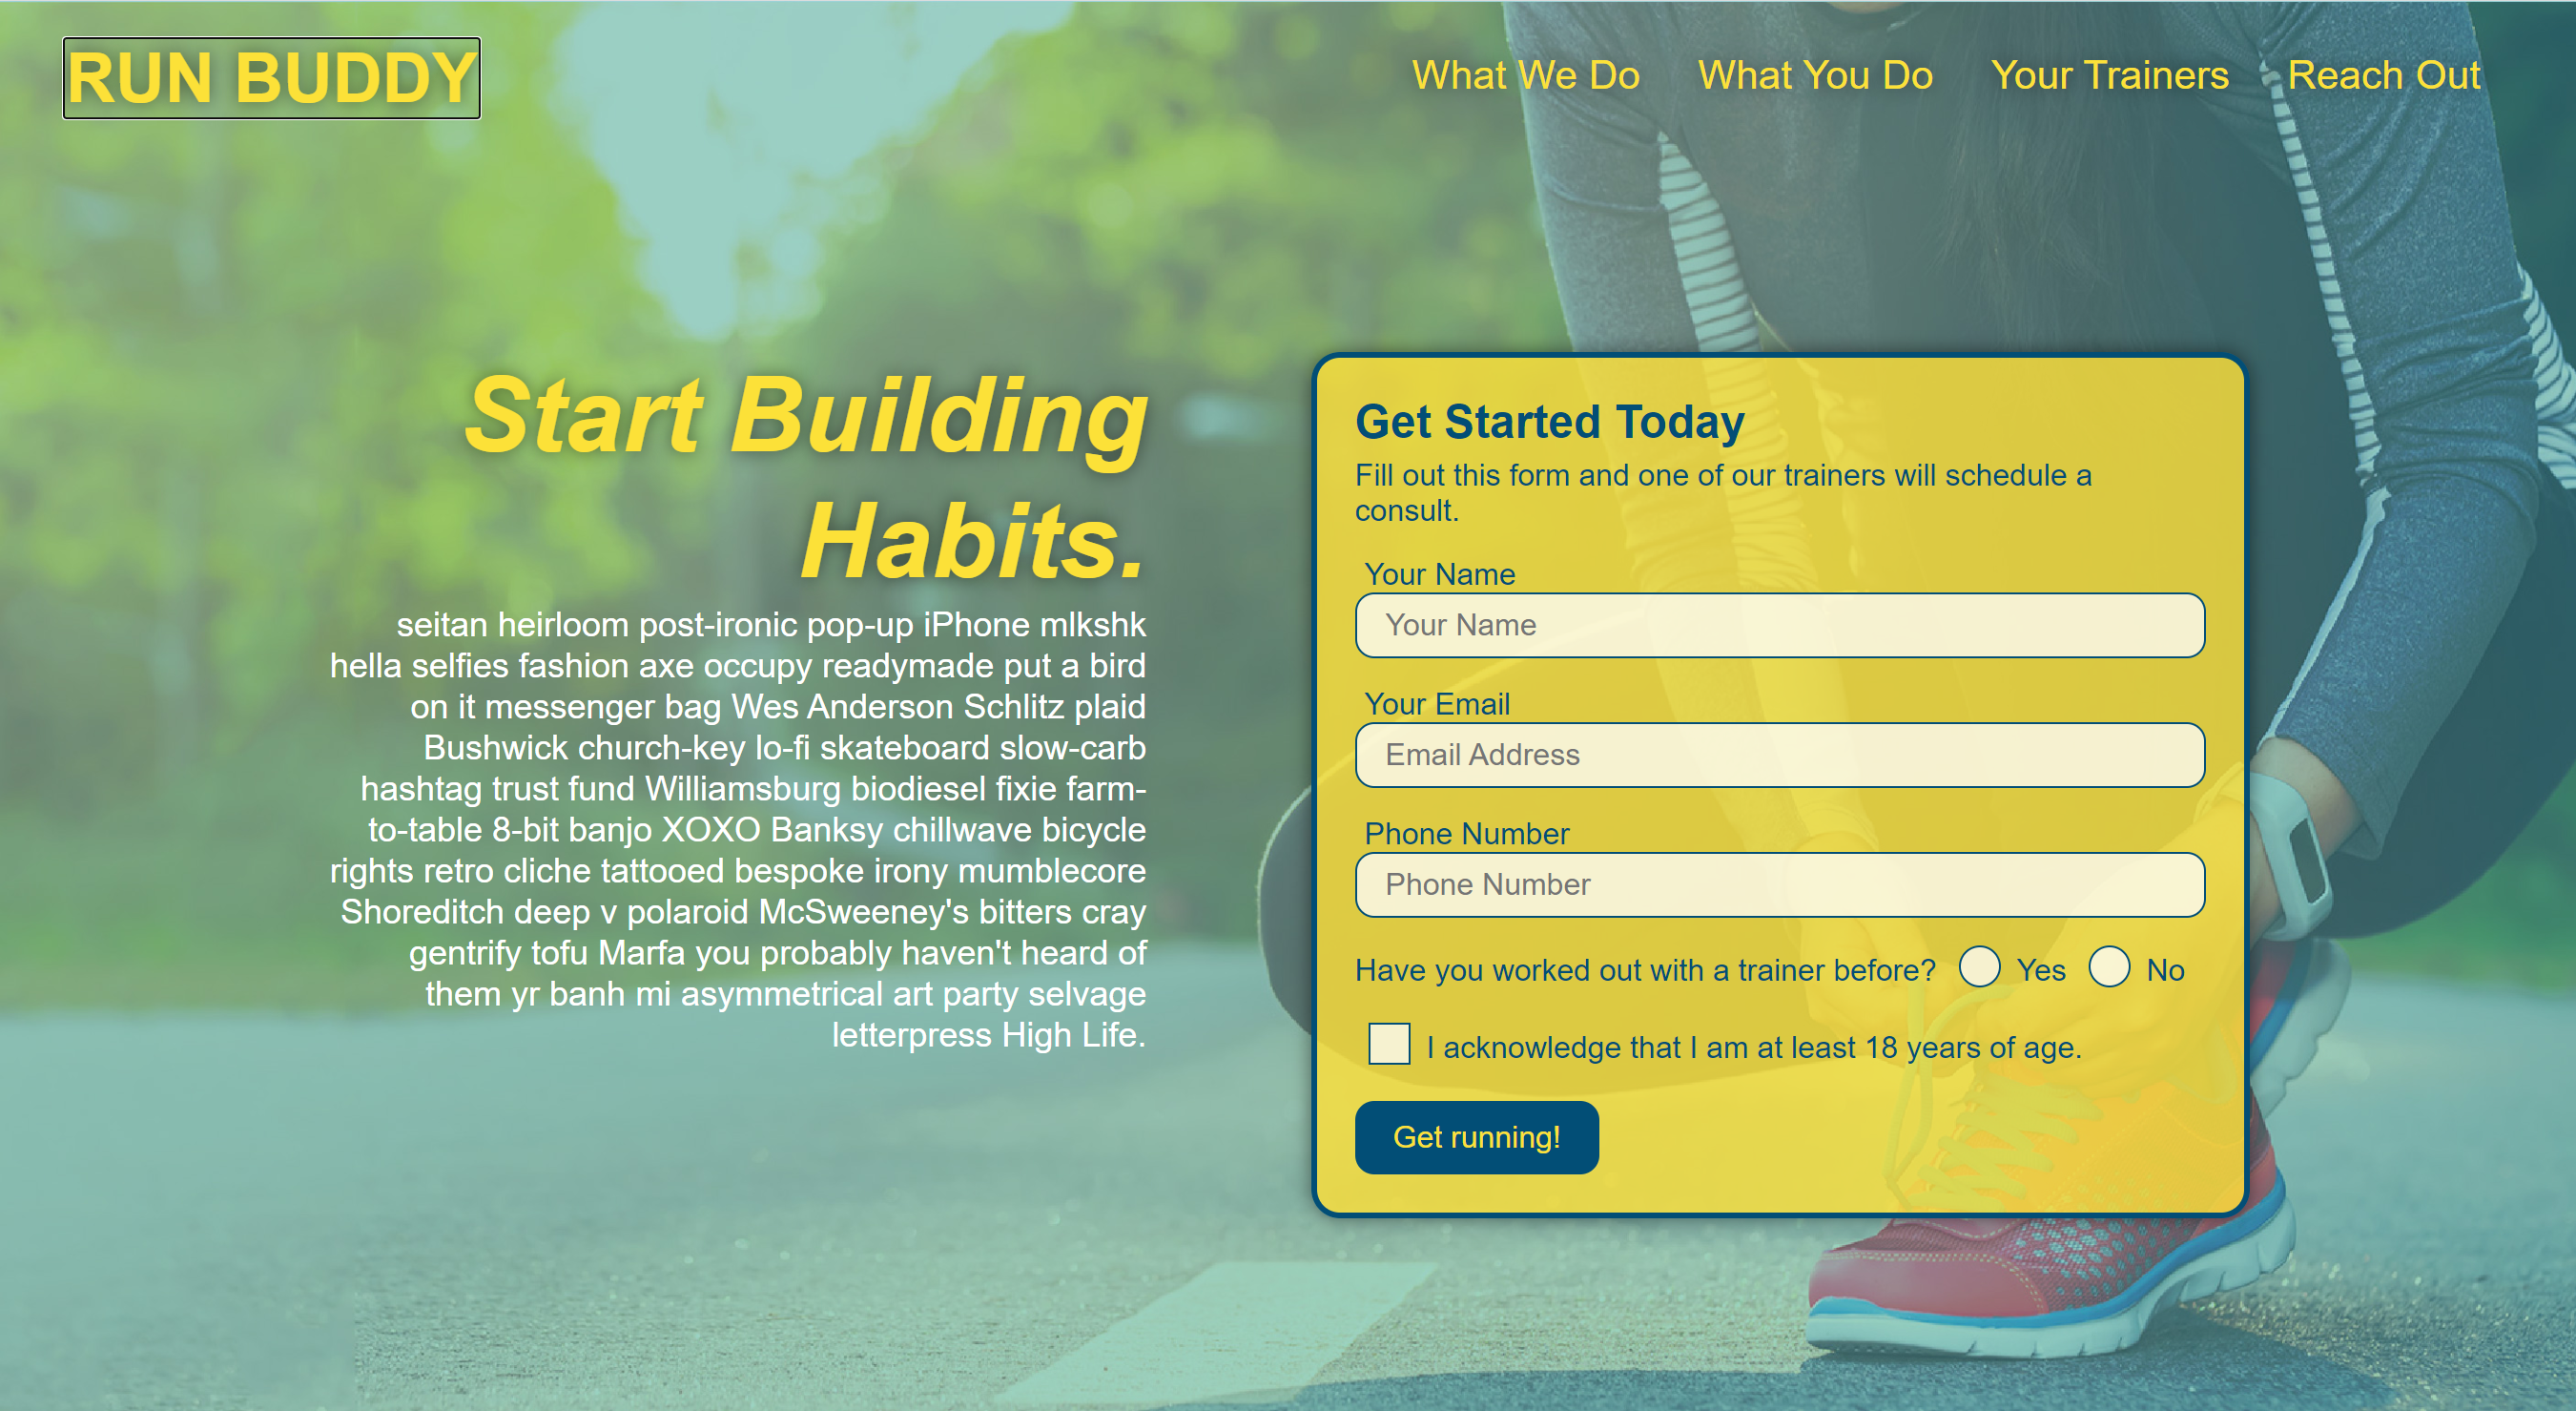 RUN BUDDY
What We Do
What You Do
Your Trainers
Reach Out
Start Building
Habits.
seitan heirloom post-ironic pop-up iPhone mlkshk
hella selfies fashion axe occupy readymade put a bird
on it messenger bag Wes Anderson Schlitz plaid
Bushwick church-key lo-fi skateboard slow-carb
hashtag trust fund Williamsburg biodiesel fixie farm-
to-table 8-bit banjo XOXO Banksy chillwave bicycle
rights retro cliche tattooed bespoke irony mumblecore
Shoreditch deep v polaroid McSweeney's bitters cray
gentrify tofu Marfa you probably haven't heard of
them yr banh mi asymmetrical art party selvage
letterpress High Life.
Get Started Today
Fill out this form and one of our trainers will schedule a
consult.
Your Name
Your Name
Your Email
Email Address
Phone Number
Phone Number
Have you worked out with a trainer before? Yes No
I acknowledge that I am at least 18 years of age.
Get running!